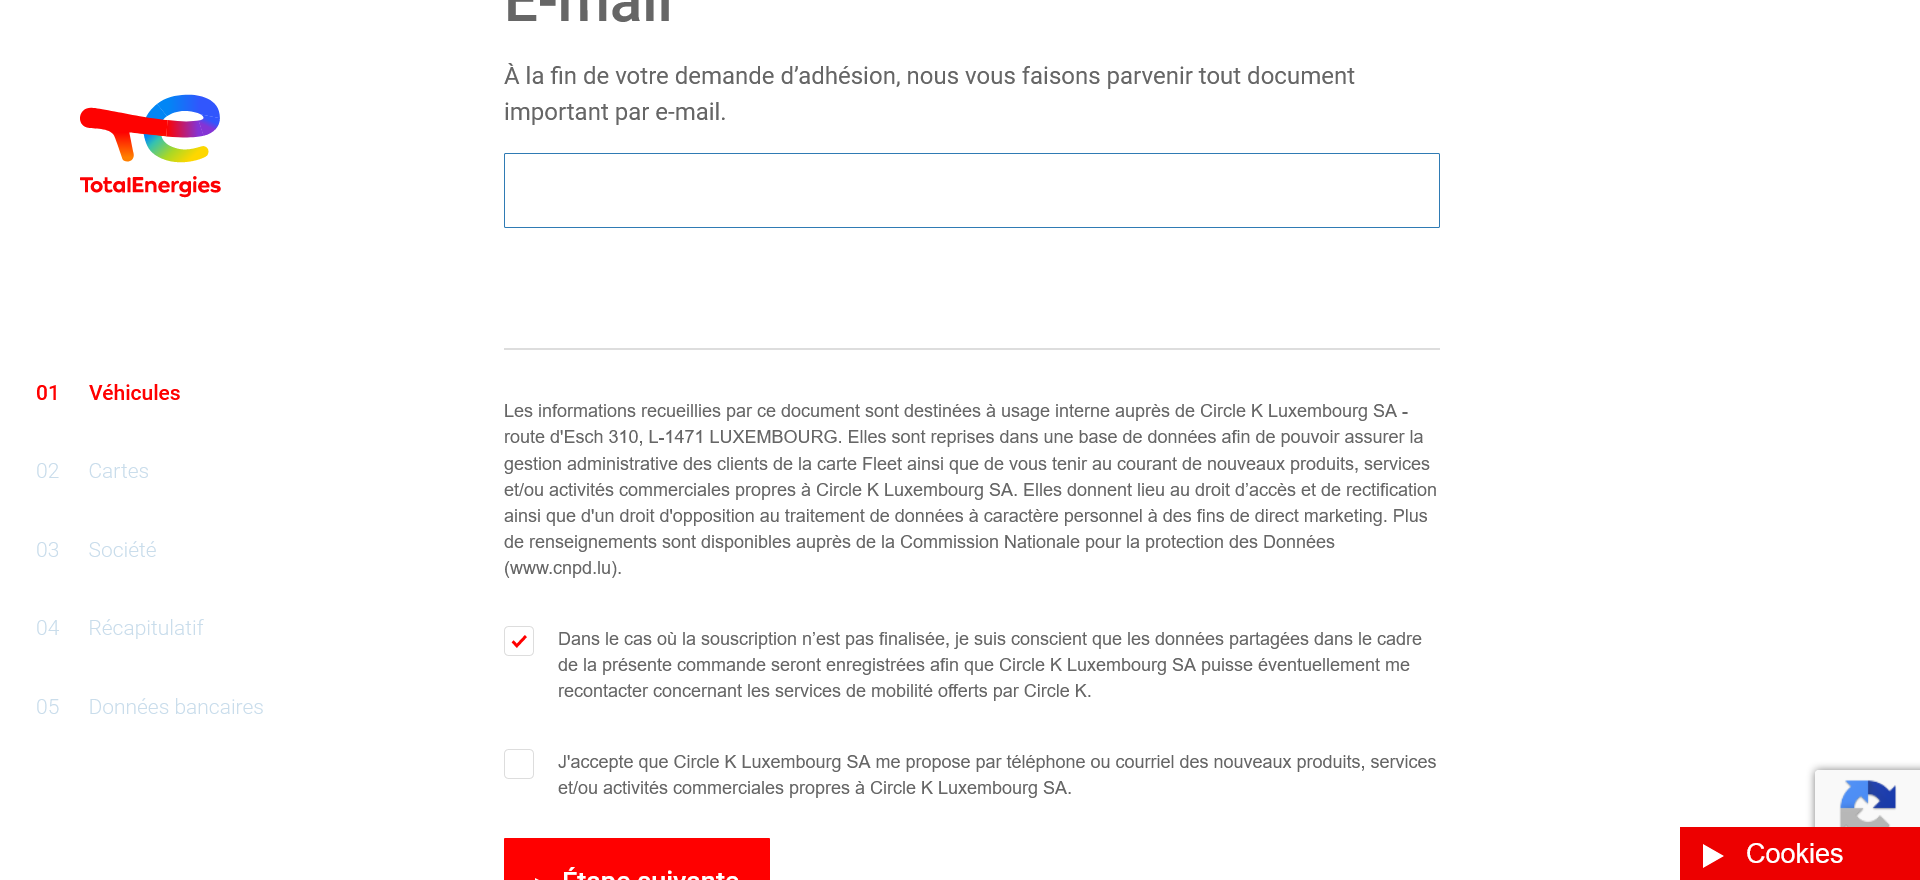 E-mail
À la fin de votre demande d’adhésion, nous vous faisons parvenir tout document
important par e-mail.
TotalEnergies
01 Véhicules
02 Cartes
03 Société
04 Récapitulatif
05 Données bancaires
Les informations recueillies par ce document sont destinées à usage interne auprès de Circle K Luxembourg SA -
route d'Esch 310, L-1471 LUXEMBOURG. Elles sont reprises dans une base de données afin de pouvoir assurer la
gestion administrative des clients de la carte Fleet ainsi que de vous tenir au courant de nouveaux produits, services
et/ou activités commerciales propres à Circle K Luxembourg SA. Elles donnent lieu au droit d’accès et de rectification
ainsi que d'un droit d'opposition au traitement de données à caractère personnel à des fins de direct marketing. Plus
de renseignements sont disponibles auprès de la Commission Nationale pour la protection des Données
(www.cnpd.lu).
Dans le cas où la souscription n’est pas finalisée, je suis conscient que les données partagées dans le cadre
de la présente commande seront enregistrées afin que Circle K Luxembourg SA puisse éventuellement me
recontacter concernant les services de mobilité offerts par Circle K.
J'accepte que Circle K Luxembourg SA me propose par téléphone ou courriel des nouveaux produits, services
et/ou activités commerciales propres à Circle K Luxembourg SA.
Étape suivante
Cookies